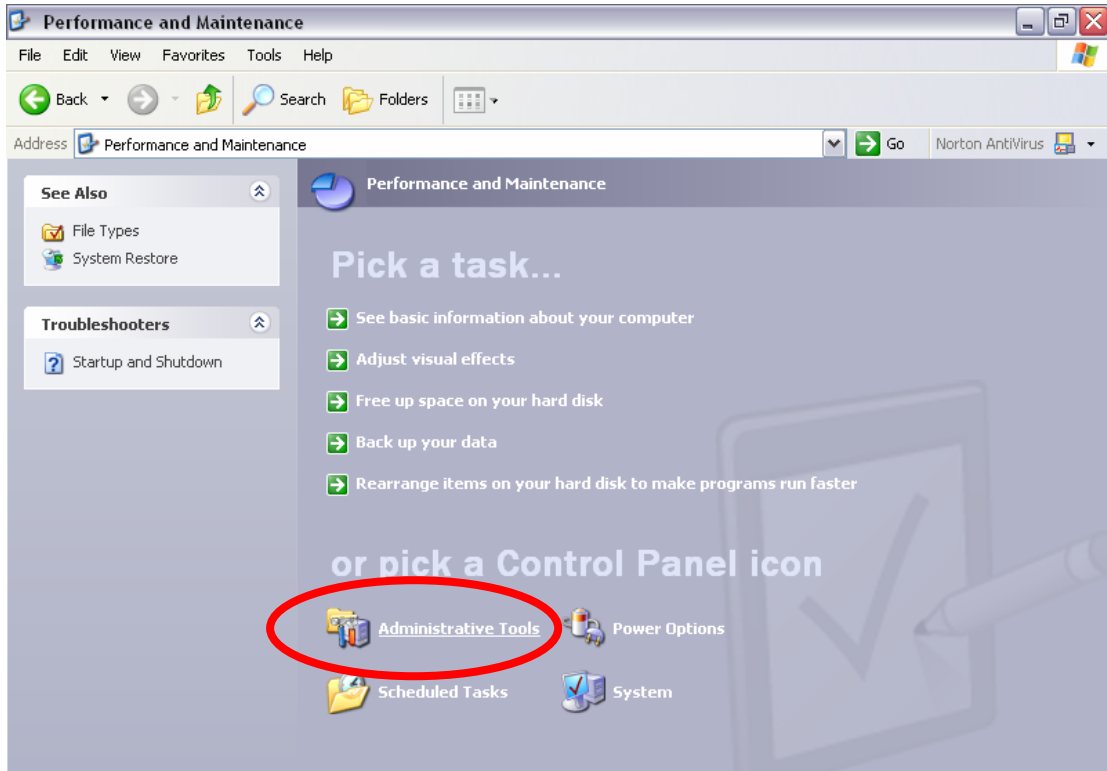 Performance and Maintenance
File Edit View Favorites Tools Help
Back Search Folders
Address Performance and Maintenance Go Norton AntiVirus
See Also
File Types
System Restore
Troubleshooters
Startup and Shutdown
Performance and Maintenance
Pick a task...
See basic information about your computer
Adjust visual effects
Free up space on your hard disk
Back up your data
Rearrange items on your hard disk to make programs run faster
or pick a Control Panel icon
Administrative Tools Power Options
Scheduled Tasks System